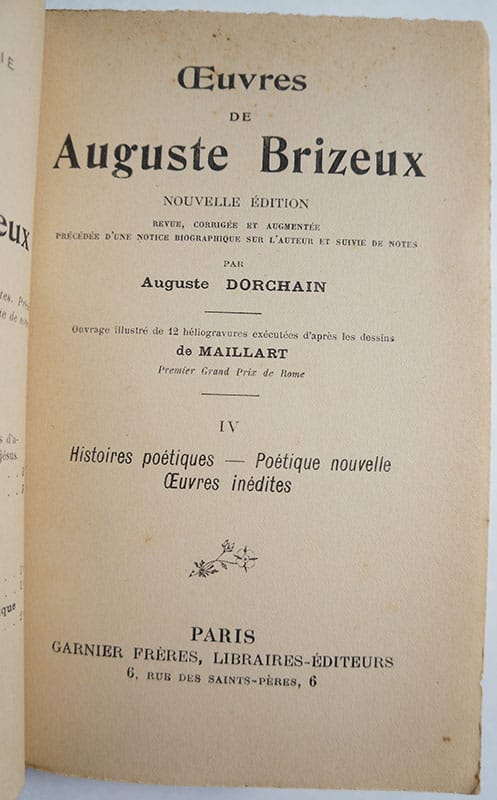 Œuvres
DE
Auguste Brizeux
NOUVELLE ÉDITION
REVUE, CORRIGÉE ET AUGMENTÉE
PRÉCÉDÉE D'UNE NOTICE BIOGRAPHIQUE SUR L'AUTEUR ET SUIVIE DE NOTES
PAR
Auguste DORCHAIN
Ouvrage illustré de 12 héliogravures exécutées d'après les dessins
de MAILLART
Premier Grand Prix de Rome
IV
Histoires poétiques — Poétique nouvelle
Œuvres inédites
PARIS
GARNIER FRÈRES, LIBRAIRES-ÉDITEURS
6, RUE DES SAINTS-PÈRES, 6